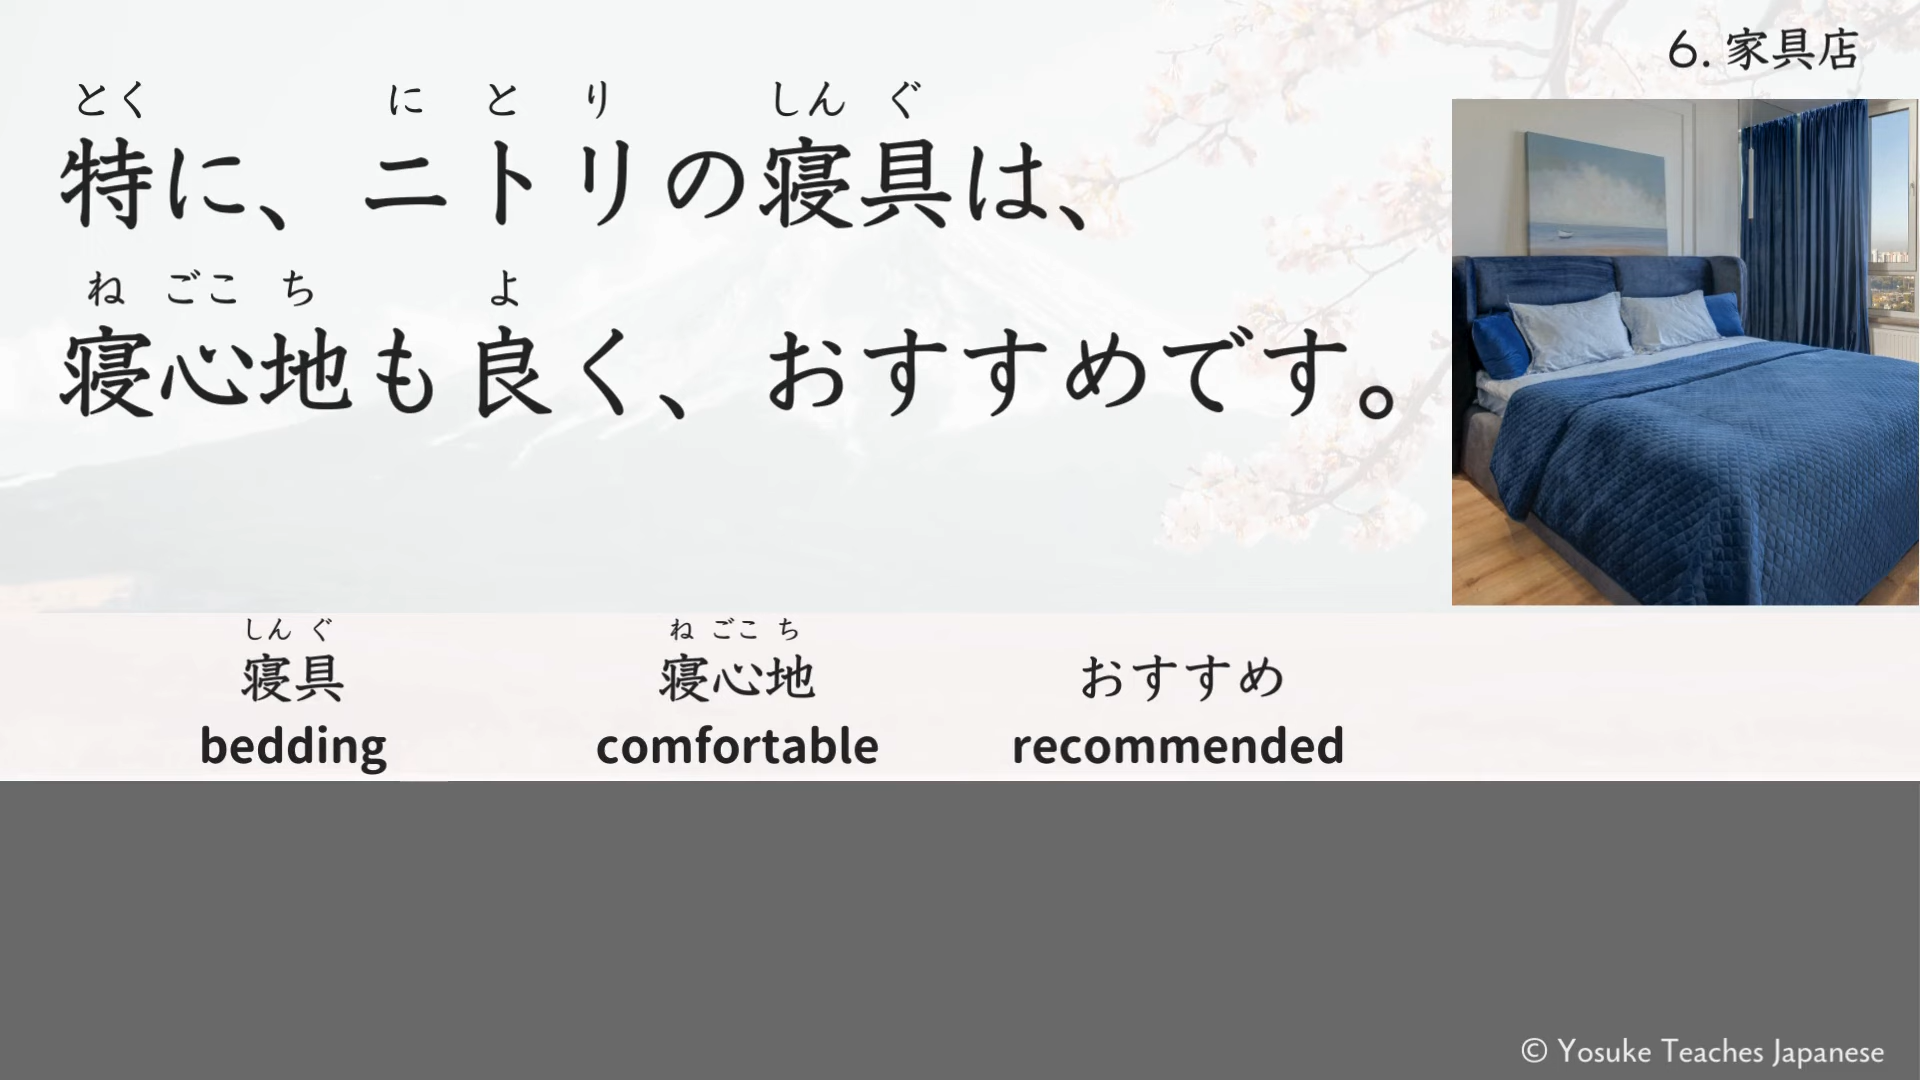 6. 家具店
とく に と り しん ぐ
特に、ニトリの寝具は、
ね ごこ ち よ
寝心地も良く、おすすめです。
しん ぐ
寝具
bedding
ね ごこ ち
寝心地
comfortable
おすすめ
recommended
© Yosuke Teaches Japanese